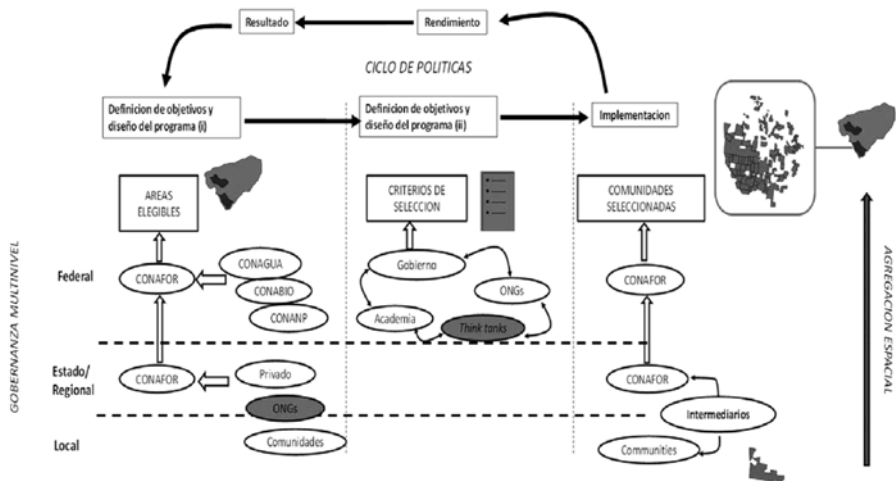 Resultado
Rendimiento
CICLO DE POLITICAS
Definicion de objetivos y
diseño del programa (i)
Definicion de objetivos y
diseño del programa (ii)
Implementacion
AREAS
ELEGIBLES
CRITERIOS DE
SELECCION
COMUNIDADES
SELECCIONADAS
GOBERNANZA MULTINIVEL
AGREGACION ESPACIAL
Federal
CONAFOR
CONAGUA
CONABIO
CONANP
Gobierno
ONGs
Academia
Think tanks
CONAFOR
Estado/
Regional
CONAFOR
Privado
ONGs
CONAFOR
Intermediarios
Local
Comunidades
Communities